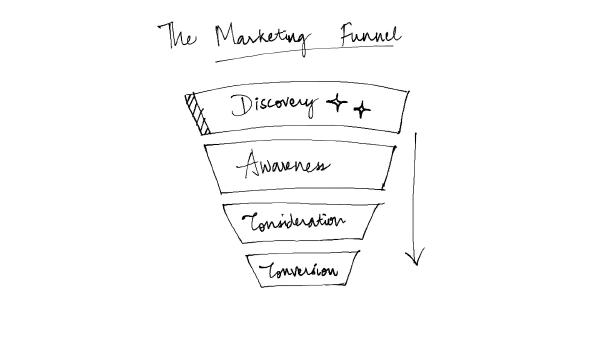 The Marketing Funnel
Discovery
Awareness
Consideration
Conversion